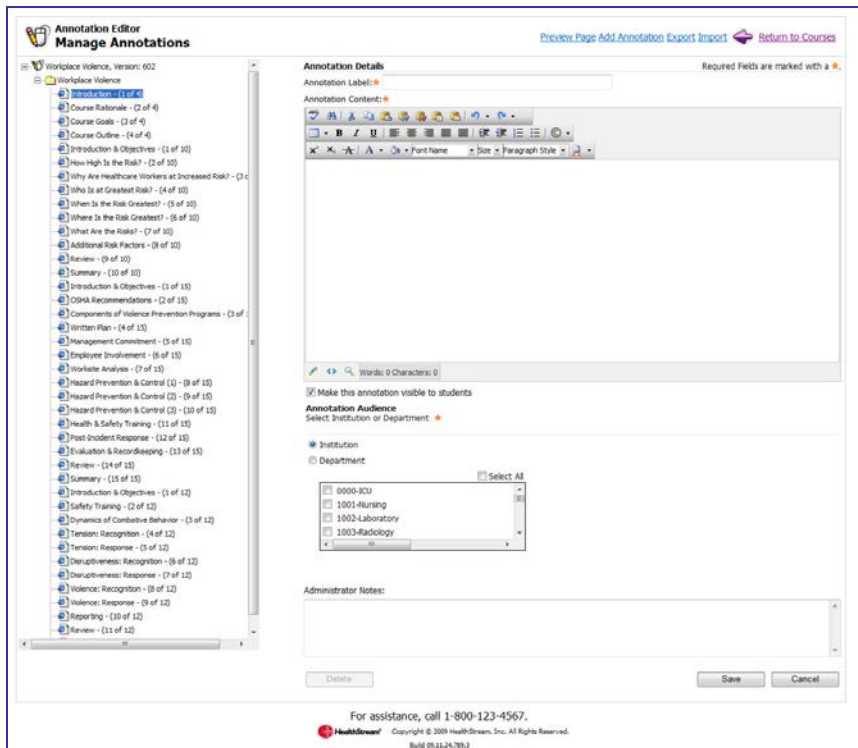 Annotation Editor
Manage Annotations
Preview Page Add Annotation Export Import Return to Courses
Workplace Violence, Version: 602
Workplace Violence
Introduction - (1 of 4)
Course Rationale - (2 of 4)
Course Goals - (3 of 4)
Course Outline - (4 of 4)
Introduction & Objectives - (1 of 10)
How High Is the Risk? - (2 of 10)
Why Are Healthcare Workers at Increased Risk? - (3 o
Who Is at Greatest Risk? - (4 of 10)
When Is the Risk Greatest? - (5 of 10)
Where Is the Risk Greatest? - (6 of 10)
What Are the Risks? - (7 of 10)
Additional Risk Factors - (8 of 10)
Review - (9 of 10)
Summary - (10 of 10)
Introduction & Objectives - (1 of 15)
OSHA Recommendations - (2 of 15)
Components of Violence Prevention Programs - (3 of
Written Plan - (4 of 15)
Management Commitment - (5 of 15)
Employee Involvement - (6 of 15)
Worksite Analysis - (7 of 15)
Hazard Prevention & Control (1) - (8 of 15)
Hazard Prevention & Control (2) - (9 of 15)
Hazard Prevention & Control (3) - (10 of 15)
Health & Safety Training - (11 of 15)
Post-Incident Response - (12 of 15)
Evaluation & Recordkeeping - (13 of 15)
Review - (14 of 15)
Summary - (15 of 15)
Introduction & Objectives - (1 of 12)
Safety Training - (2 of 12)
Dynamics of Combative Behavior - (3 of 12)
Tension: Recognition - (4 of 12)
Tension: Response - (5 of 12)
Disruptiveness: Recognition - (6 of 12)
Disruptiveness: Response - (7 of 12)
Violence: Recognition - (8 of 12)
Violence: Response - (9 of 12)
Reporting - (10 of 12)
Review - (11 of 12)
Annotation Details Required Fields are marked with a *.
Annotation Label:*
Annotation Content:*
B I U
A A Font Name Size Paragraph Style
Words: 0 Characters: 0
Make this annotation visible to students
Annotation Audience
Select Institution or Department *
Institution
Department
Select All
0000-ICU
1001-Nursing
1002-Laboratory
1003-Radiology
Administrator Notes:
Delete Save Cancel
For assistance, call 1-800-123-4567.
HealthStream Copyright © 2009 HealthStream, Inc. All Rights Reserved.
Build 09.11.24.789.3